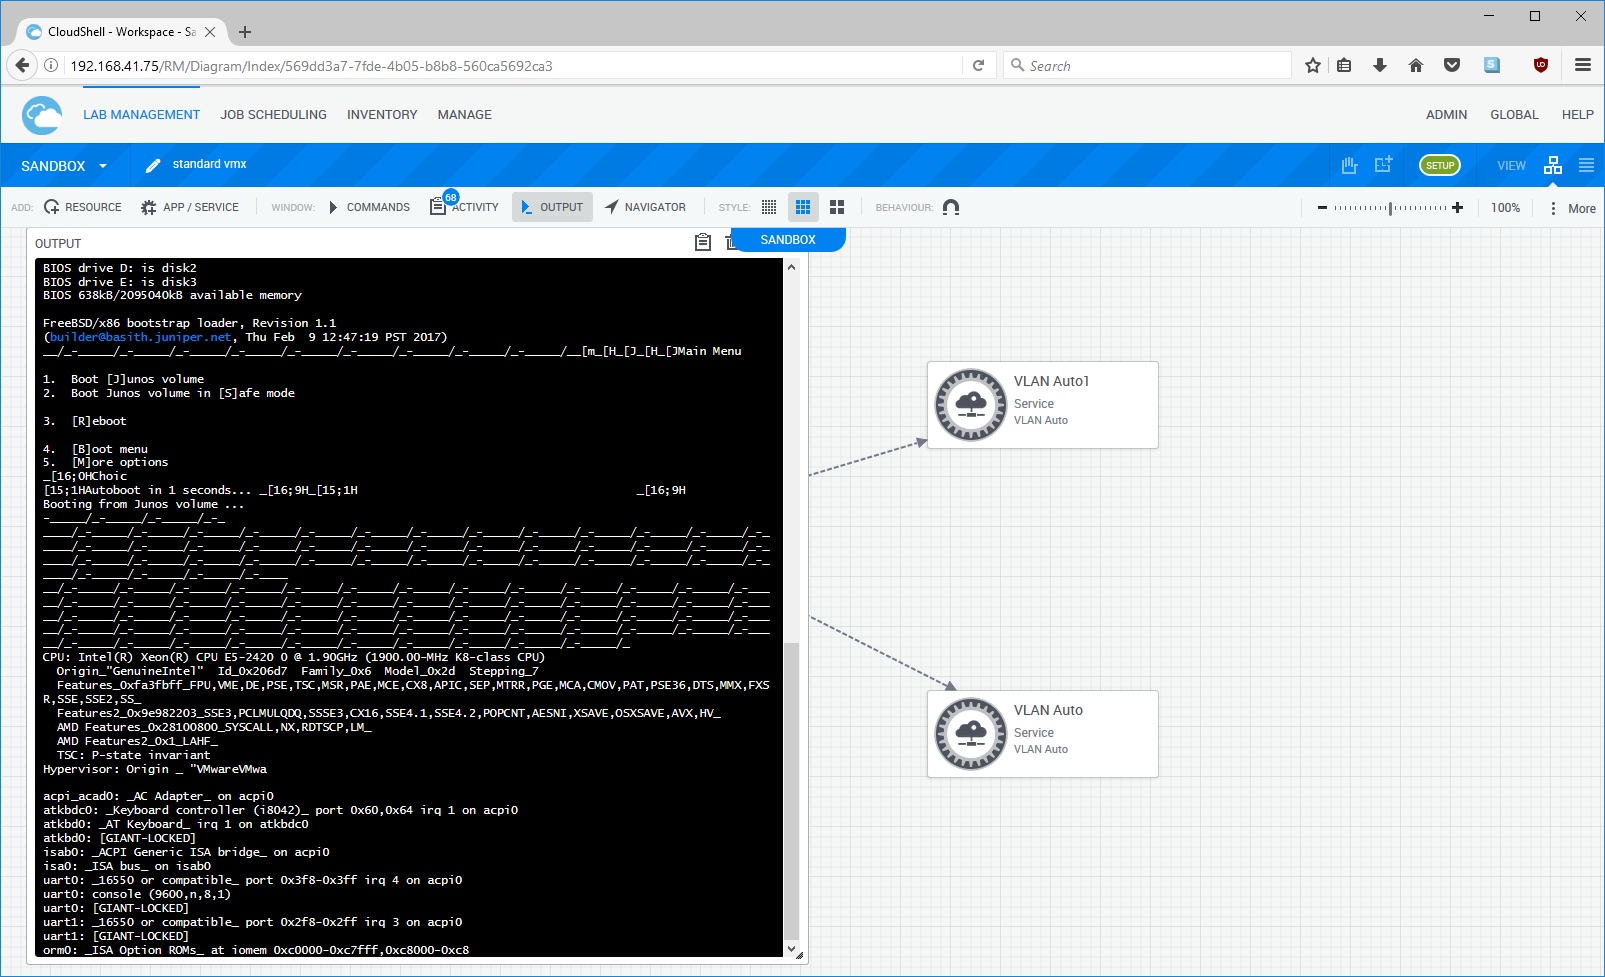 CloudShell - Workspace - Sa
192.168.41.75/RM/Diagram/Index/569dd3a7-7fde-4b05-b8b8-560ca5692ca3
Search
LAB MANAGEMENT JOB SCHEDULING INVENTORY MANAGE ADMIN GLOBAL HELP
SANDBOX standard vmx SETUP VIEW
ADD: RESOURCE APP / SERVICE WINDOW: COMMANDS 68 ACTIVITY OUTPUT NAVIGATOR STYLE: BEHAVIOUR: 100% More
OUTPUT
SANDBOX
BIOS drive D: is disk2
BIOS drive E: is disk3
BIOS 638kB/2095040kB available memory
FreeBSD/x86 bootstrap loader, Revision 1.1
(builder@basith.juniper.net, Thu Feb  9 12:47:19 PST 2017)
__/_-_____/_-_____/_-_____/_-_____/_-_____/_-_____/_-_____/_-_____/_-_____/__[m_[H_[J_[H_[JMain Menu
1.  Boot [J]unos volume
2.  Boot Junos volume in [S]afe mode
3.  [R]eboot
4.  [B]oot menu
5.  [M]ore options
_[16;0HChoic
[15;1HAutoboot in 1 seconds... _[16;9H_[15;1H _[16;9H
Booting from Junos volume ...
CPU: Intel(R) Xeon(R) CPU E5-2420 0 @ 1.90GHz (1900.00-MHz K8-class CPU)
Origin_"GenuineIntel"  Id_0x206d7  Family_0x6  Model_0x2d  Stepping_7
Features_0xfa3fbff_FPU,VME,DE,PSE,TSC,MSR,PAE,MCE,CX8,APIC,SEP,MTRR,PGE,MCA,CMOV,PAT,PSE36,DTS,MMX,FXS
R,SSE,SSE2,SS_
Features2_0x9e982203_SSE3,PCLMULQDQ,SSSE3,CX16,SSE4.1,SSE4.2,POPCNT,AESNI,XSAVE,OSXSAVE,AVX,HV_
AMD Features_0x28100800_SYSCALL,NX,RDTSCP,LM_
AMD Features2_0x1_LAHF_
TSC: P-state invariant
Hypervisor: Origin _ "VMwareVMwa
acpi_acad0: _AC Adapter_ on acpi0
atkbdc0: _Keyboard controller (i8042)_ port 0x60,0x64 irq 1 on acpi0
atkbd0: _AT Keyboard_ irq 1 on atkbdc0
atkbd0: [GIANT-LOCKED]
isab0: _ACPI Generic ISA bridge_ on acpi0
isa0: _ISA bus_ on isab0
uart0: _16550 or compatible_ port 0x3f8-0x3ff irq 4 on acpi0
uart0: console (9600,n,8,1)
uart0: [GIANT-LOCKED]
uart1: _16550 or compatible_ port 0x2f8-0x2ff irq 3 on acpi0
uart1: [GIANT-LOCKED]
orm0: _ISA Option ROMs_ at iomem 0xc0000-0xc7fff,0xc8000-0xc8
VLAN Auto1
Service
VLAN Auto
VLAN Auto
Service
VLAN Auto